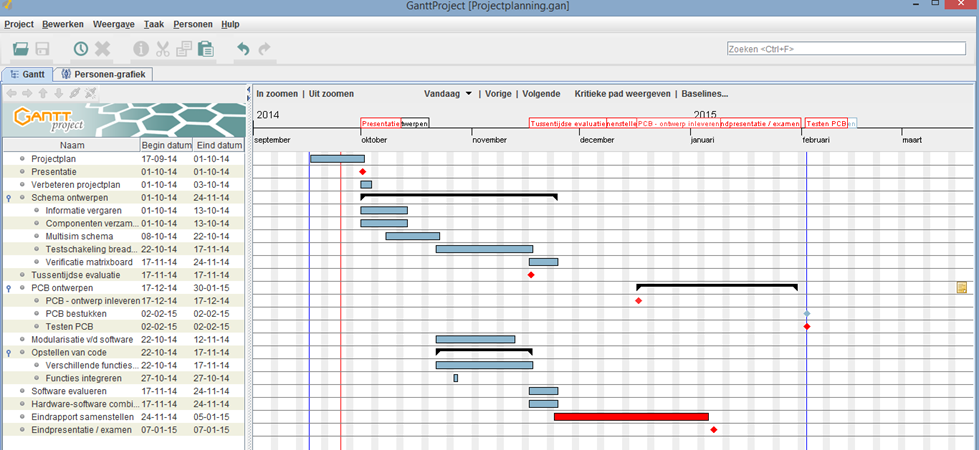 GanttProject [Projectplanning.gan]
Project Bewerken Weergave Taak Personen Hulp
Zoeken <Ctrl+F>
Gantt Personen-grafiek
In zoomen | Uit zoomen Vandaag | Vorige | Volgende Kritieke pad weergeven | Baselines...
GANTT project
2014 2015
Presentatie twerpen Tussentijdse evaluatie enstelle PCB - ontwerp inleveren ndpresentatie / examen Testen PCB en
september oktober november december januari februari maart
Naam Begin datum Eind datum
Projectplan 17-09-14 01-10-14
Presentatie 01-10-14 01-10-14
Verbeteren projectplan 01-10-14 03-10-14
Schema ontwerpen 01-10-14 24-11-14
Informatie vergaren 01-10-14 13-10-14
Componenten verzam... 01-10-14 13-10-14
Multisim schema 08-10-14 22-10-14
Testschakeling bread... 22-10-14 17-11-14
Verificatie matrixboard 17-11-14 24-11-14
Tussentijdse evaluatie 17-11-14 17-11-14
PCB ontwerpen 17-12-14 30-01-15
PCB - ontwerp inleveren 17-12-14 17-12-14
PCB bestukken 02-02-15 02-02-15
Testen PCB 02-02-15 02-02-15
Modularisatie v/d software 22-10-14 12-11-14
Opstellen van code 22-10-14 17-11-14
Verschillende functies... 22-10-14 17-11-14
Functies integreren 27-10-14 27-10-14
Software evalueren 17-11-14 24-11-14
Hardware-software combi... 17-11-14 24-11-14
Eindrapport samenstellen 24-11-14 05-01-15
Eindpresentatie / examen 07-01-15 07-01-15